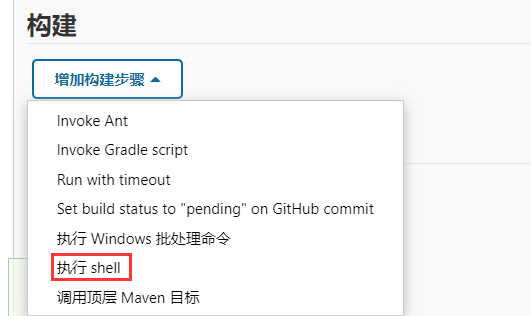 构建
增加构建步骤
Invoke Ant
Invoke Gradle script
Run with timeout
Set build status to "pending" on GitHub commit
执行 Windows 批处理命令
执行 shell
调用顶层 Maven 目标